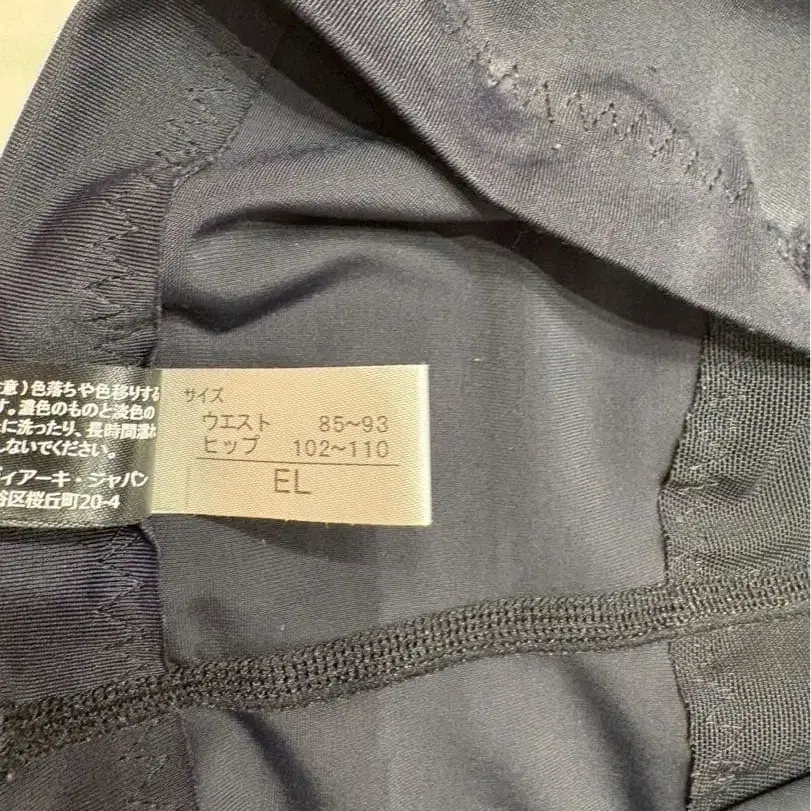 意）色落ちや色移りする
す。濃色のものと淡色の
に洗ったり、長時間濡れ
しないでください。
ディアーキ・ジャパン
谷区桜丘町20-4
サイズ
ウエスト 85~93
ヒップ 102~110
EL